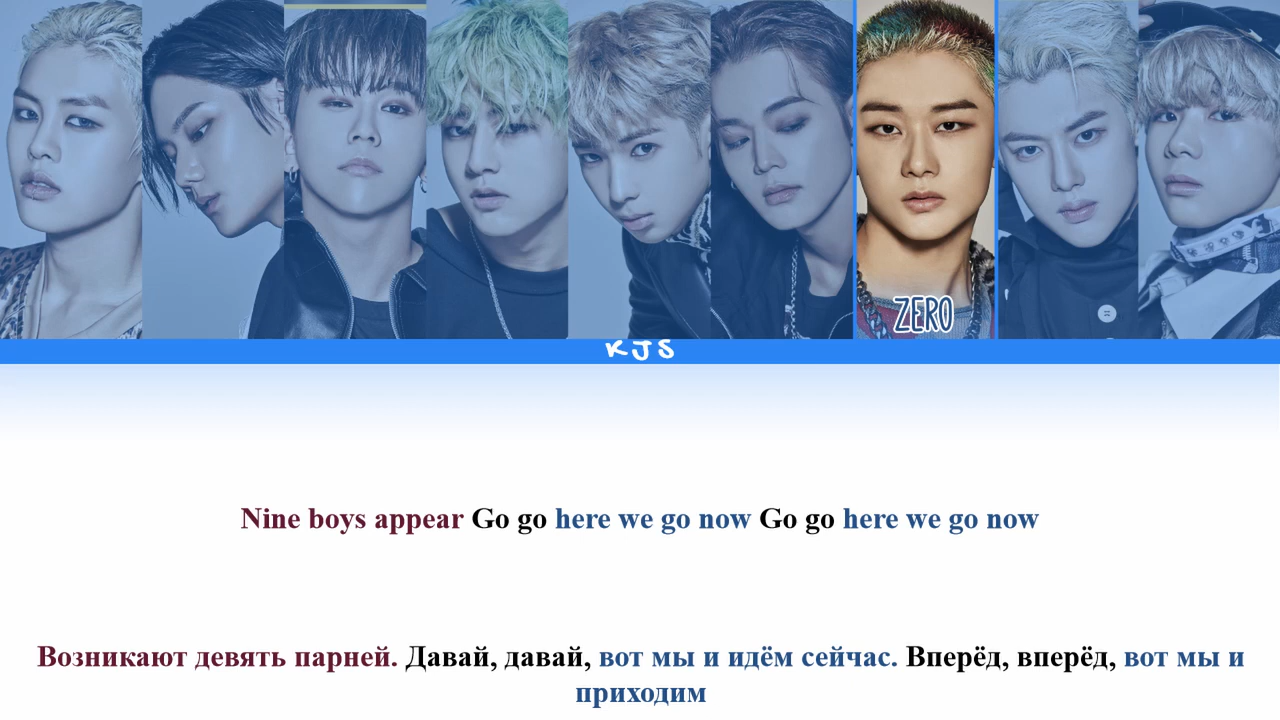 ZERO
KJS
Nine boys appear Go go here we go now Go go here we go now
Возникают девять парней. Давай, давай, вот мы и идём сейчас. Вперёд, вперёд, вот мы и
приходим